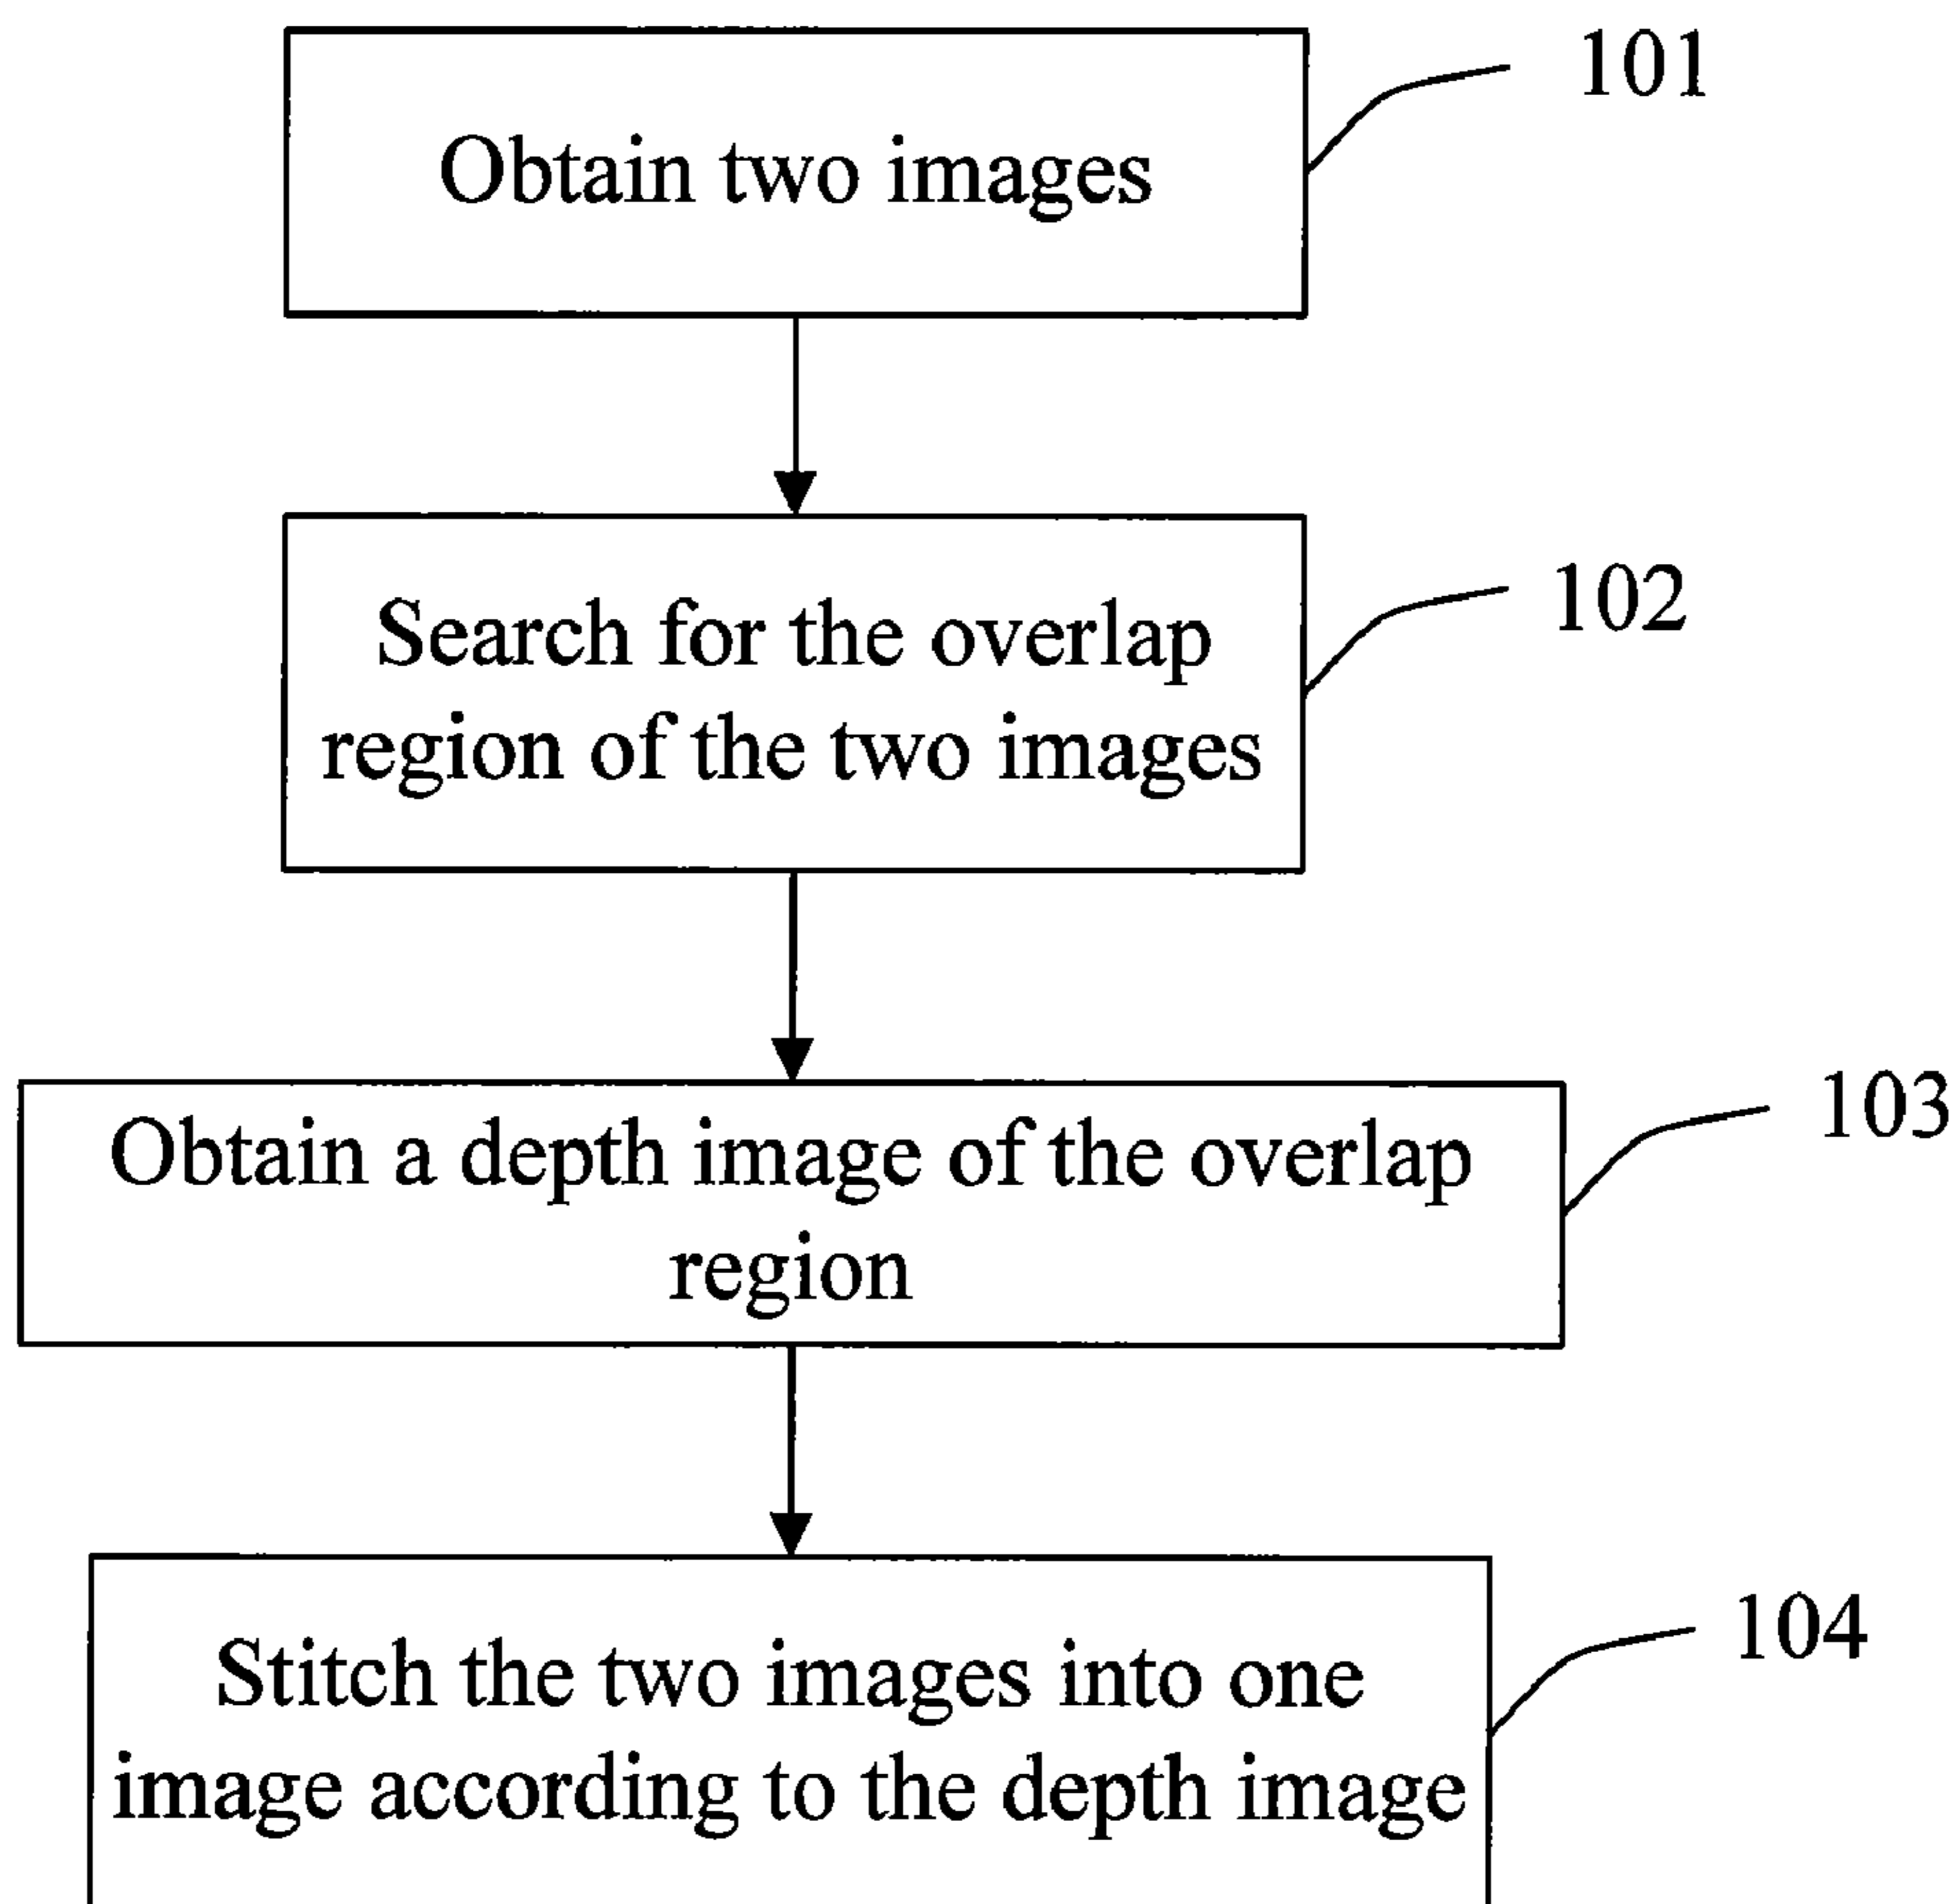 101
Obtain two images
102
Search for the overlap
region of the two images
103
Obtain a depth image of the overlap
region
104
Stitch the two images into one
image according to the depth image